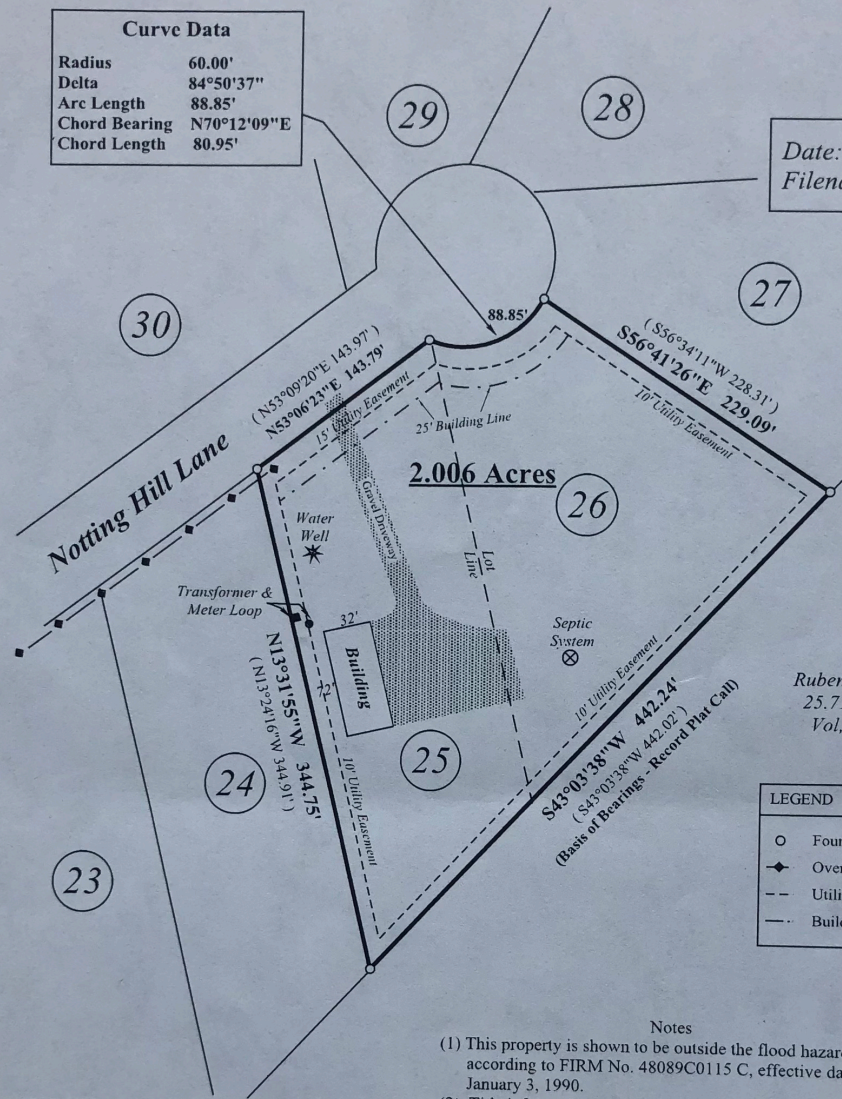 Curve Data
Radius 60.00'
Delta 84°50'37"
Arc Length 88.85'
Chord Bearing N70°12'09"E
Chord Length 80.95'
29
28
Date:
30
27
88.85'
( S56°34'11"W 228.31')
S56°41'26"E 229.09'
10' Utility Easement
( N53°09'20"E 143.97' )
N53°06'23"E 143.79'
15' Utility Easement
25' Building Line
Notting Hill Lane
2.006 Acres
26
Gravel Driveway
Water
Well
Lot
Line
Transformer &
Meter Loop
32'
72'
Building
Septic
System
10' Utility Easement
N13°31'55"W 344.75'
( N13°24'16"W 344.91')
10' Utility Easement
S43°03'38"W 442.24'
( S43°03'38"W 442.02')
(Basis of Bearings - Record Plat Call)
25
24
23
25.7
Vol,
LEGEND
Notes
(1) This property is shown to be outside the flood
according to FIRM No. 48089C0115 C, effective
January 3, 1990.